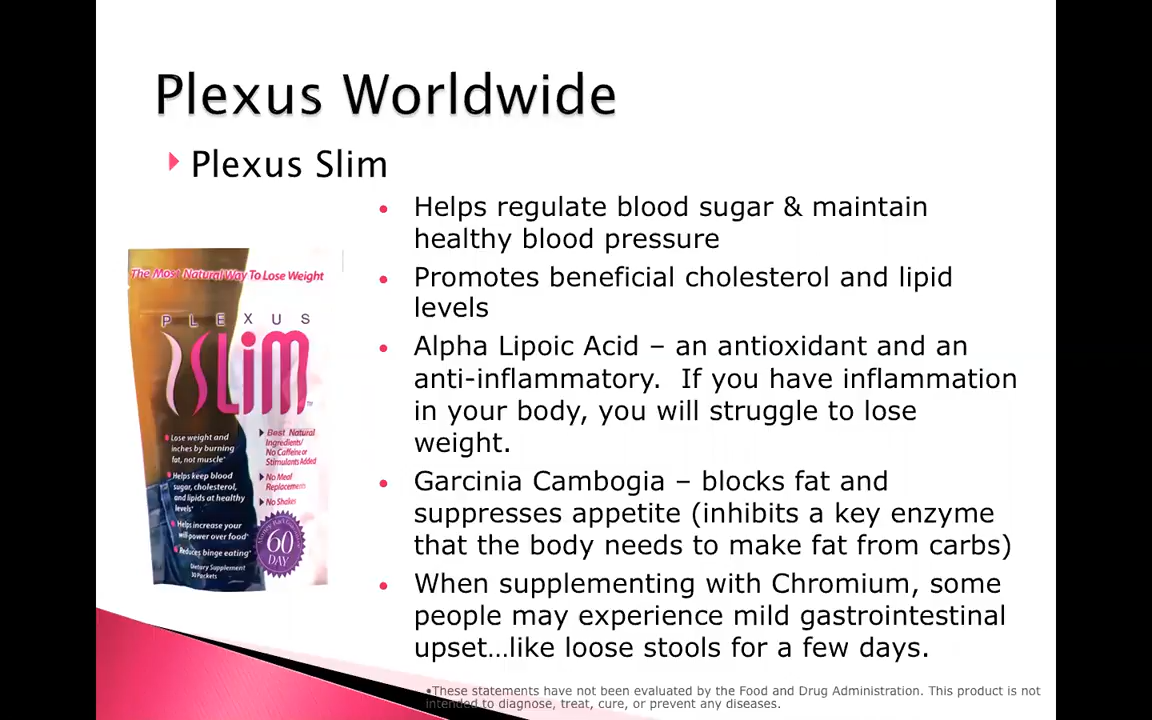 Plexus Worldwide
Plexus Slim
Helps regulate blood sugar & maintain
healthy blood pressure
Promotes beneficial cholesterol and lipid
levels
Alpha Lipoic Acid – an antioxidant and an
anti-inflammatory.  If you have inflammation
in your body, you will struggle to lose
weight.
Garcinia Cambogia – blocks fat and
suppresses appetite (inhibits a key enzyme
that the body needs to make fat from carbs)
When supplementing with Chromium, some
people may experience mild gastrointestinal
upset…like loose stools for a few days.
The Most Natural Way To Lose Weight
PLEXUS
SLIM™
Lose weight and
inches by burning
fat, not muscle*
Helps keep blood
sugar, cholesterol,
and lipids at healthy
levels*
Helps increase your
will power over food*
Reduces binge eating*
Dietary Supplement
30 Packets
Best Natural
Ingredients/
No Caffeine or
Stimulants Added
No Meal
Replacements
No Shakes
60
DAY
•These statements have not been evaluated by the Food and Drug Administration. This product is not
intended to diagnose, treat, cure, or prevent any diseases.